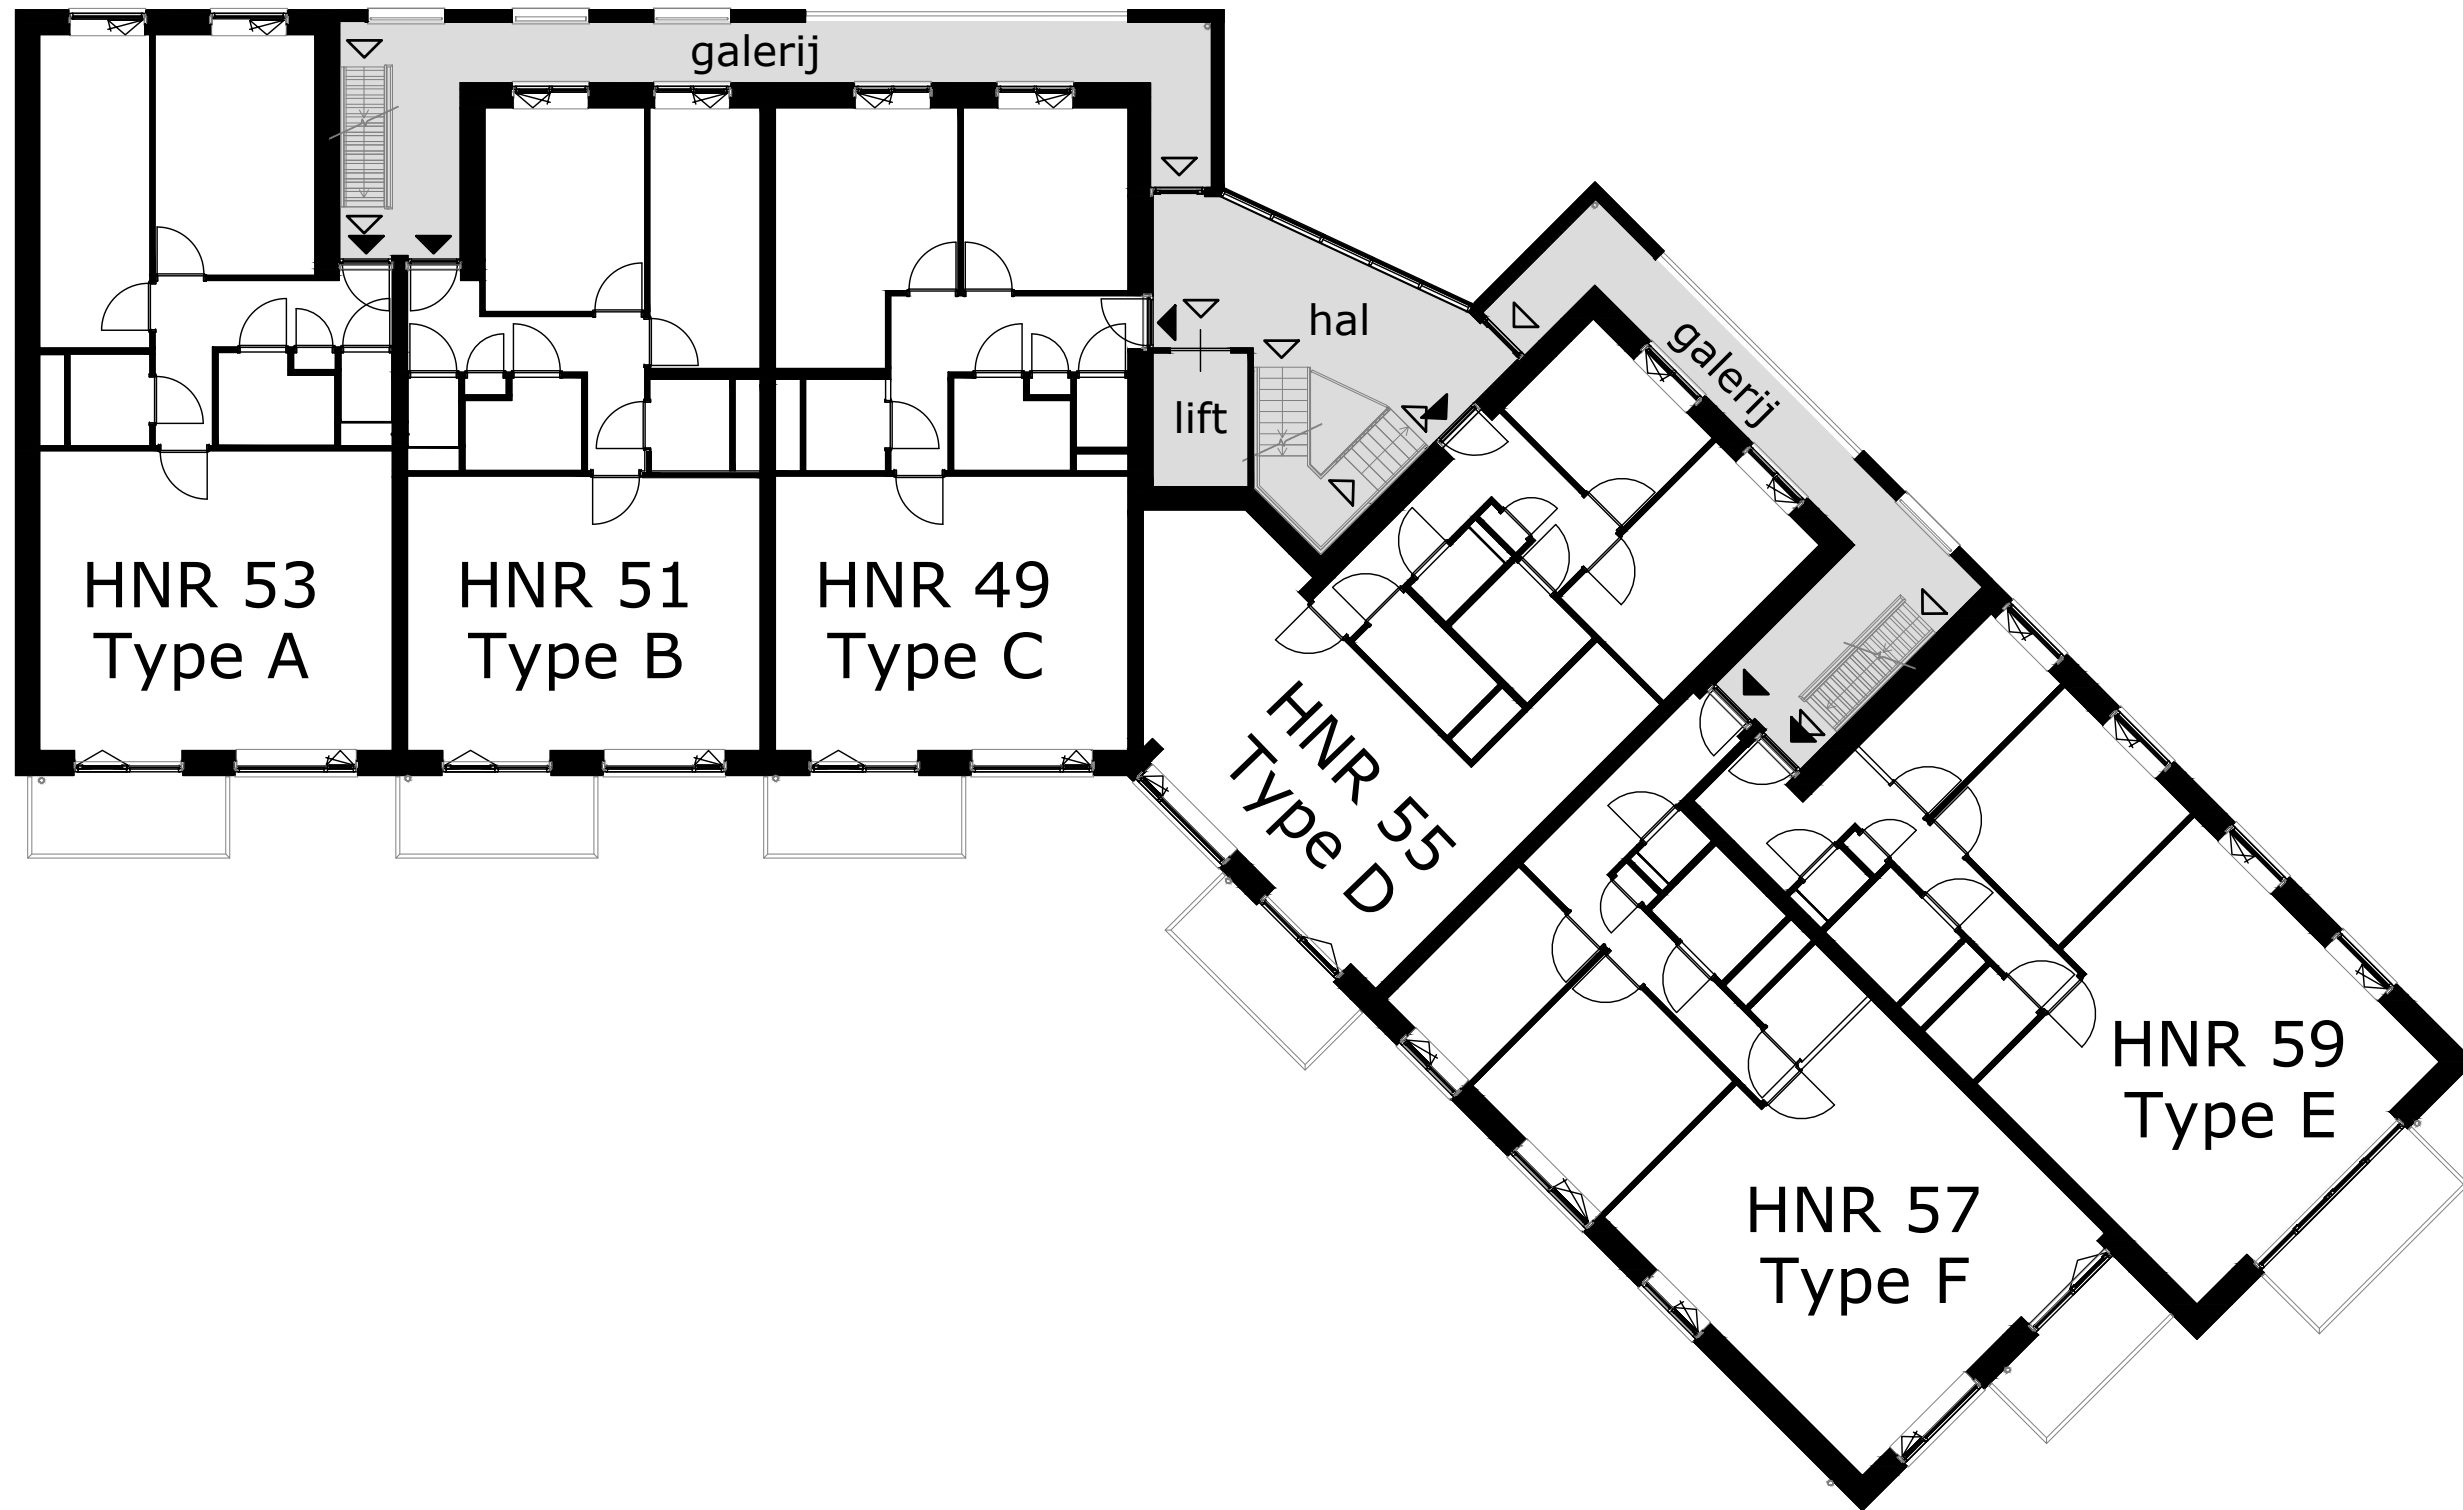 galerij
hal
galerij
lift
HNR 53
Type A
HNR 51
Type B
HNR 49
Type C
HNR 55
Type D
HNR 59
Type E
HNR 57
Type F